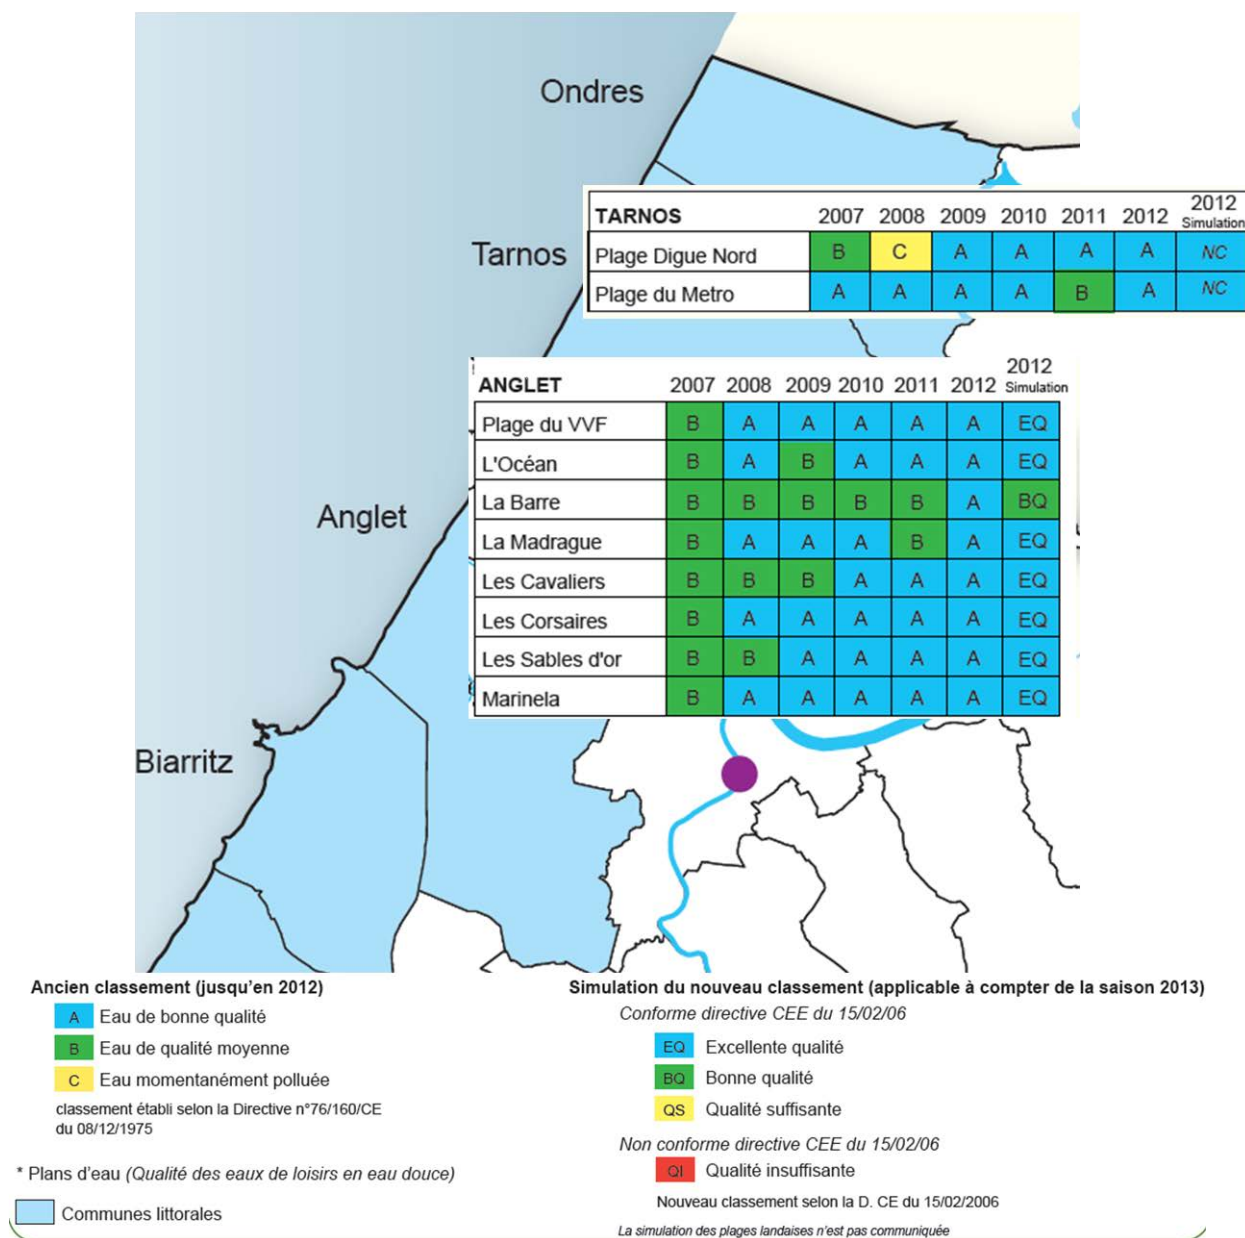 Ondres
TARNOS 2007 2008 2009 2010 2011 2012 2012 Simulation
Plage Digue Nord B C A A A A NC
Plage du Metro A A A A B A NC
Tarnos
ANGLET 2007 2008 2009 2010 2011 2012 2012 Simulation
Plage du VVF B A A A A A EQ
L'Océan B A B A A A EQ
La Barre B B B B B A BQ
La Madrague B A A A B A EQ
Les Cavaliers B B B A A A EQ
Les Corsaires B A A A A A EQ
Les Sables d'or B B A A A A EQ
Marinela B A A A A A EQ
Anglet
Biarritz
Ancien classement (jusqu'en 2012)
A Eau de bonne qualité
B Eau de qualité moyenne
C Eau momentanément polluée
classement établi selon la Directive n°76/160/CE
du 08/12/1975
* Plans d'eau (Qualité des eaux de loisirs en eau douce)
Communes littorales
Simulation du nouveau classement (applicable à compter de la saison 2013)
Conforme directive CEE du 15/02/06
EQ Excellente qualité
BQ Bonne qualité
QS Qualité suffisante
Non conforme directive CEE du 15/02/06
QI Qualité insuffisante
Nouveau classement selon la D. CE du 15/02/2006
La simulation des plages landaises n'est pas communiquée